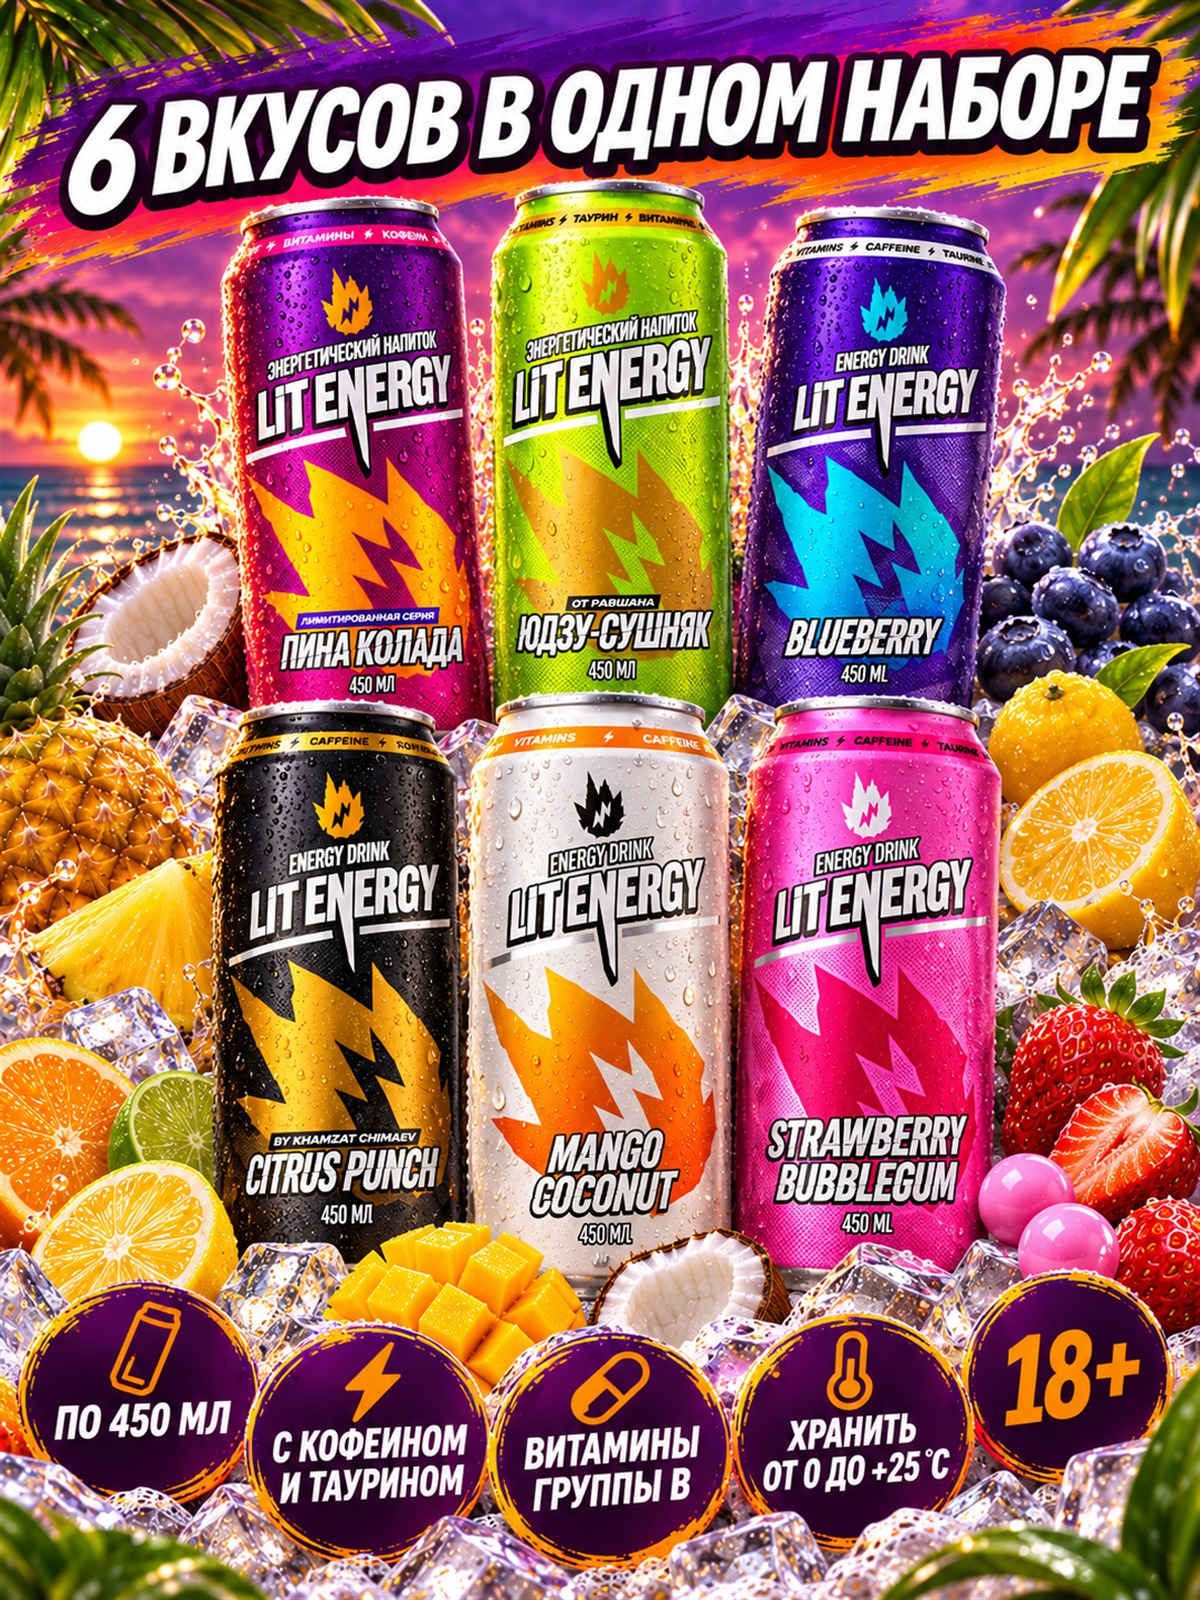 6 ВКУСОВ В ОДНОМ НАБОРЕ
ВИТАМИНЫ ⚡ КОФЕИН
ЭНЕРГЕТИЧЕСКИЙ НАПИТОК
LIT ENERGY
ЛИМИТИРОВАННАЯ СЕРИЯ
ПИНА КОЛАДА
450 МЛ
ТАУРИН ⚡
ЭНЕРГЕТИЧЕСКИЙ НАПИТОК
LIT ENERGY
ОТ РАВШАНА
ЮДЗУ-СУШНЯК
450 МЛ
VITAMINS ⚡ CAFFEINE ⚡ TAURINE
ENERGY DRINK
LIT ENERGY
BLUEBERRY
450 ML
CAFFEINE ⚡
ENERGY DRINK
LIT ENERGY
BY KHAMZAT CHIMAEV
CITRUS PUNCH
450 МЛ
VITAMINS ⚡ CAFFEINE
ENERGY DRINK
LIT ENERGY
MANGO
COCONUT
450 МЛ
VITAMINS ⚡ CAFFEINE ⚡ TAURINE
ENERGY DRINK
LIT ENERGY
STRAWBERRY
BUBBLEGUM
450 ML
ПО 450 МЛ
С КОФЕИНОМ
И ТАУРИНОМ
ВИТАМИНЫ
ГРУППЫ В
ХРАНИТЬ
ОТ 0 ДО +25 °C
18+